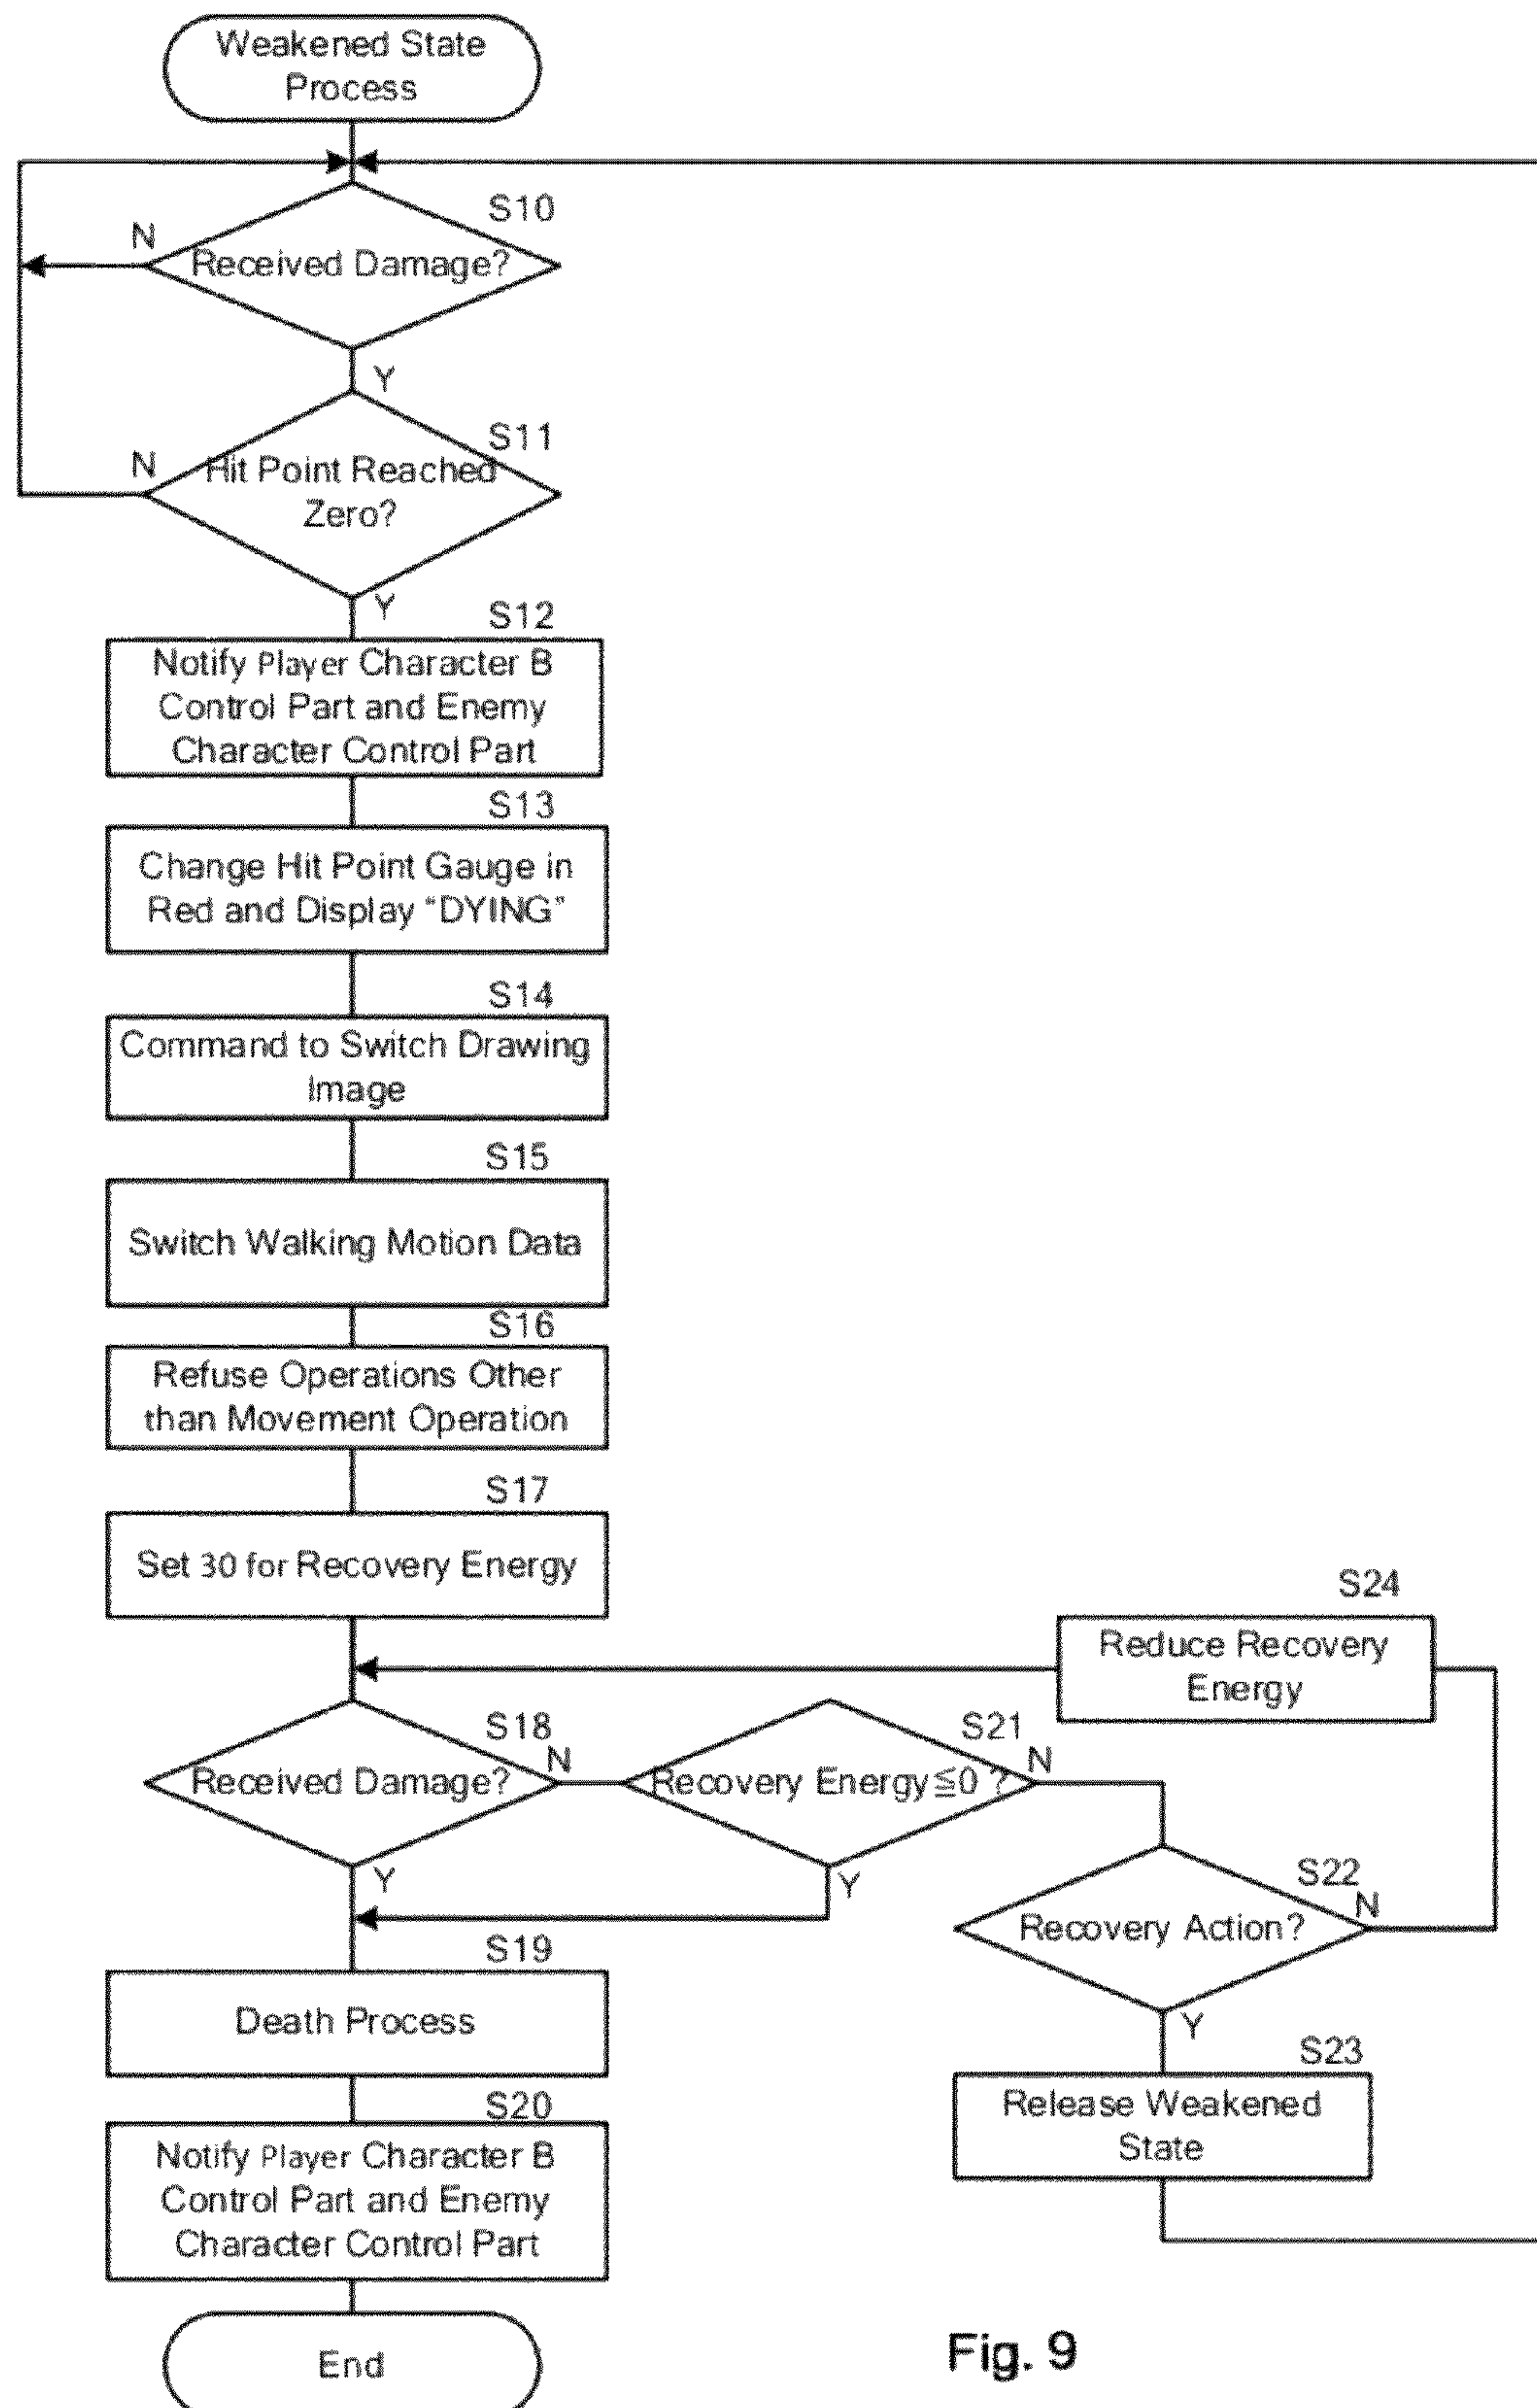 Weakened State
Process
S10
N
Received Damage?
Y
S11
N
Hit Point Reached
Zero?
Y
S12
Notify Player Character B
Control Part and Enemy
Character Control Part
S13
Change Hit Point Gauge in
Red and Display “DYING”
S14
Command to Switch Drawing
Image
S15
Switch Walking Motion Data
S16
Refuse Operations Other
than Movement Operation
S17
Set 30 for Recovery Energy
S24
Reduce Recovery
Energy
S18
N
Received Damage?
Y
S21
N
Recovery Energy≦0 ?
Y
S22
N
Recovery Action?
Y
S19
Death Process
S23
Release Weakened
State
S20
Notify Player Character B
Control Part and Enemy
Character Control Part
End
Fig. 9